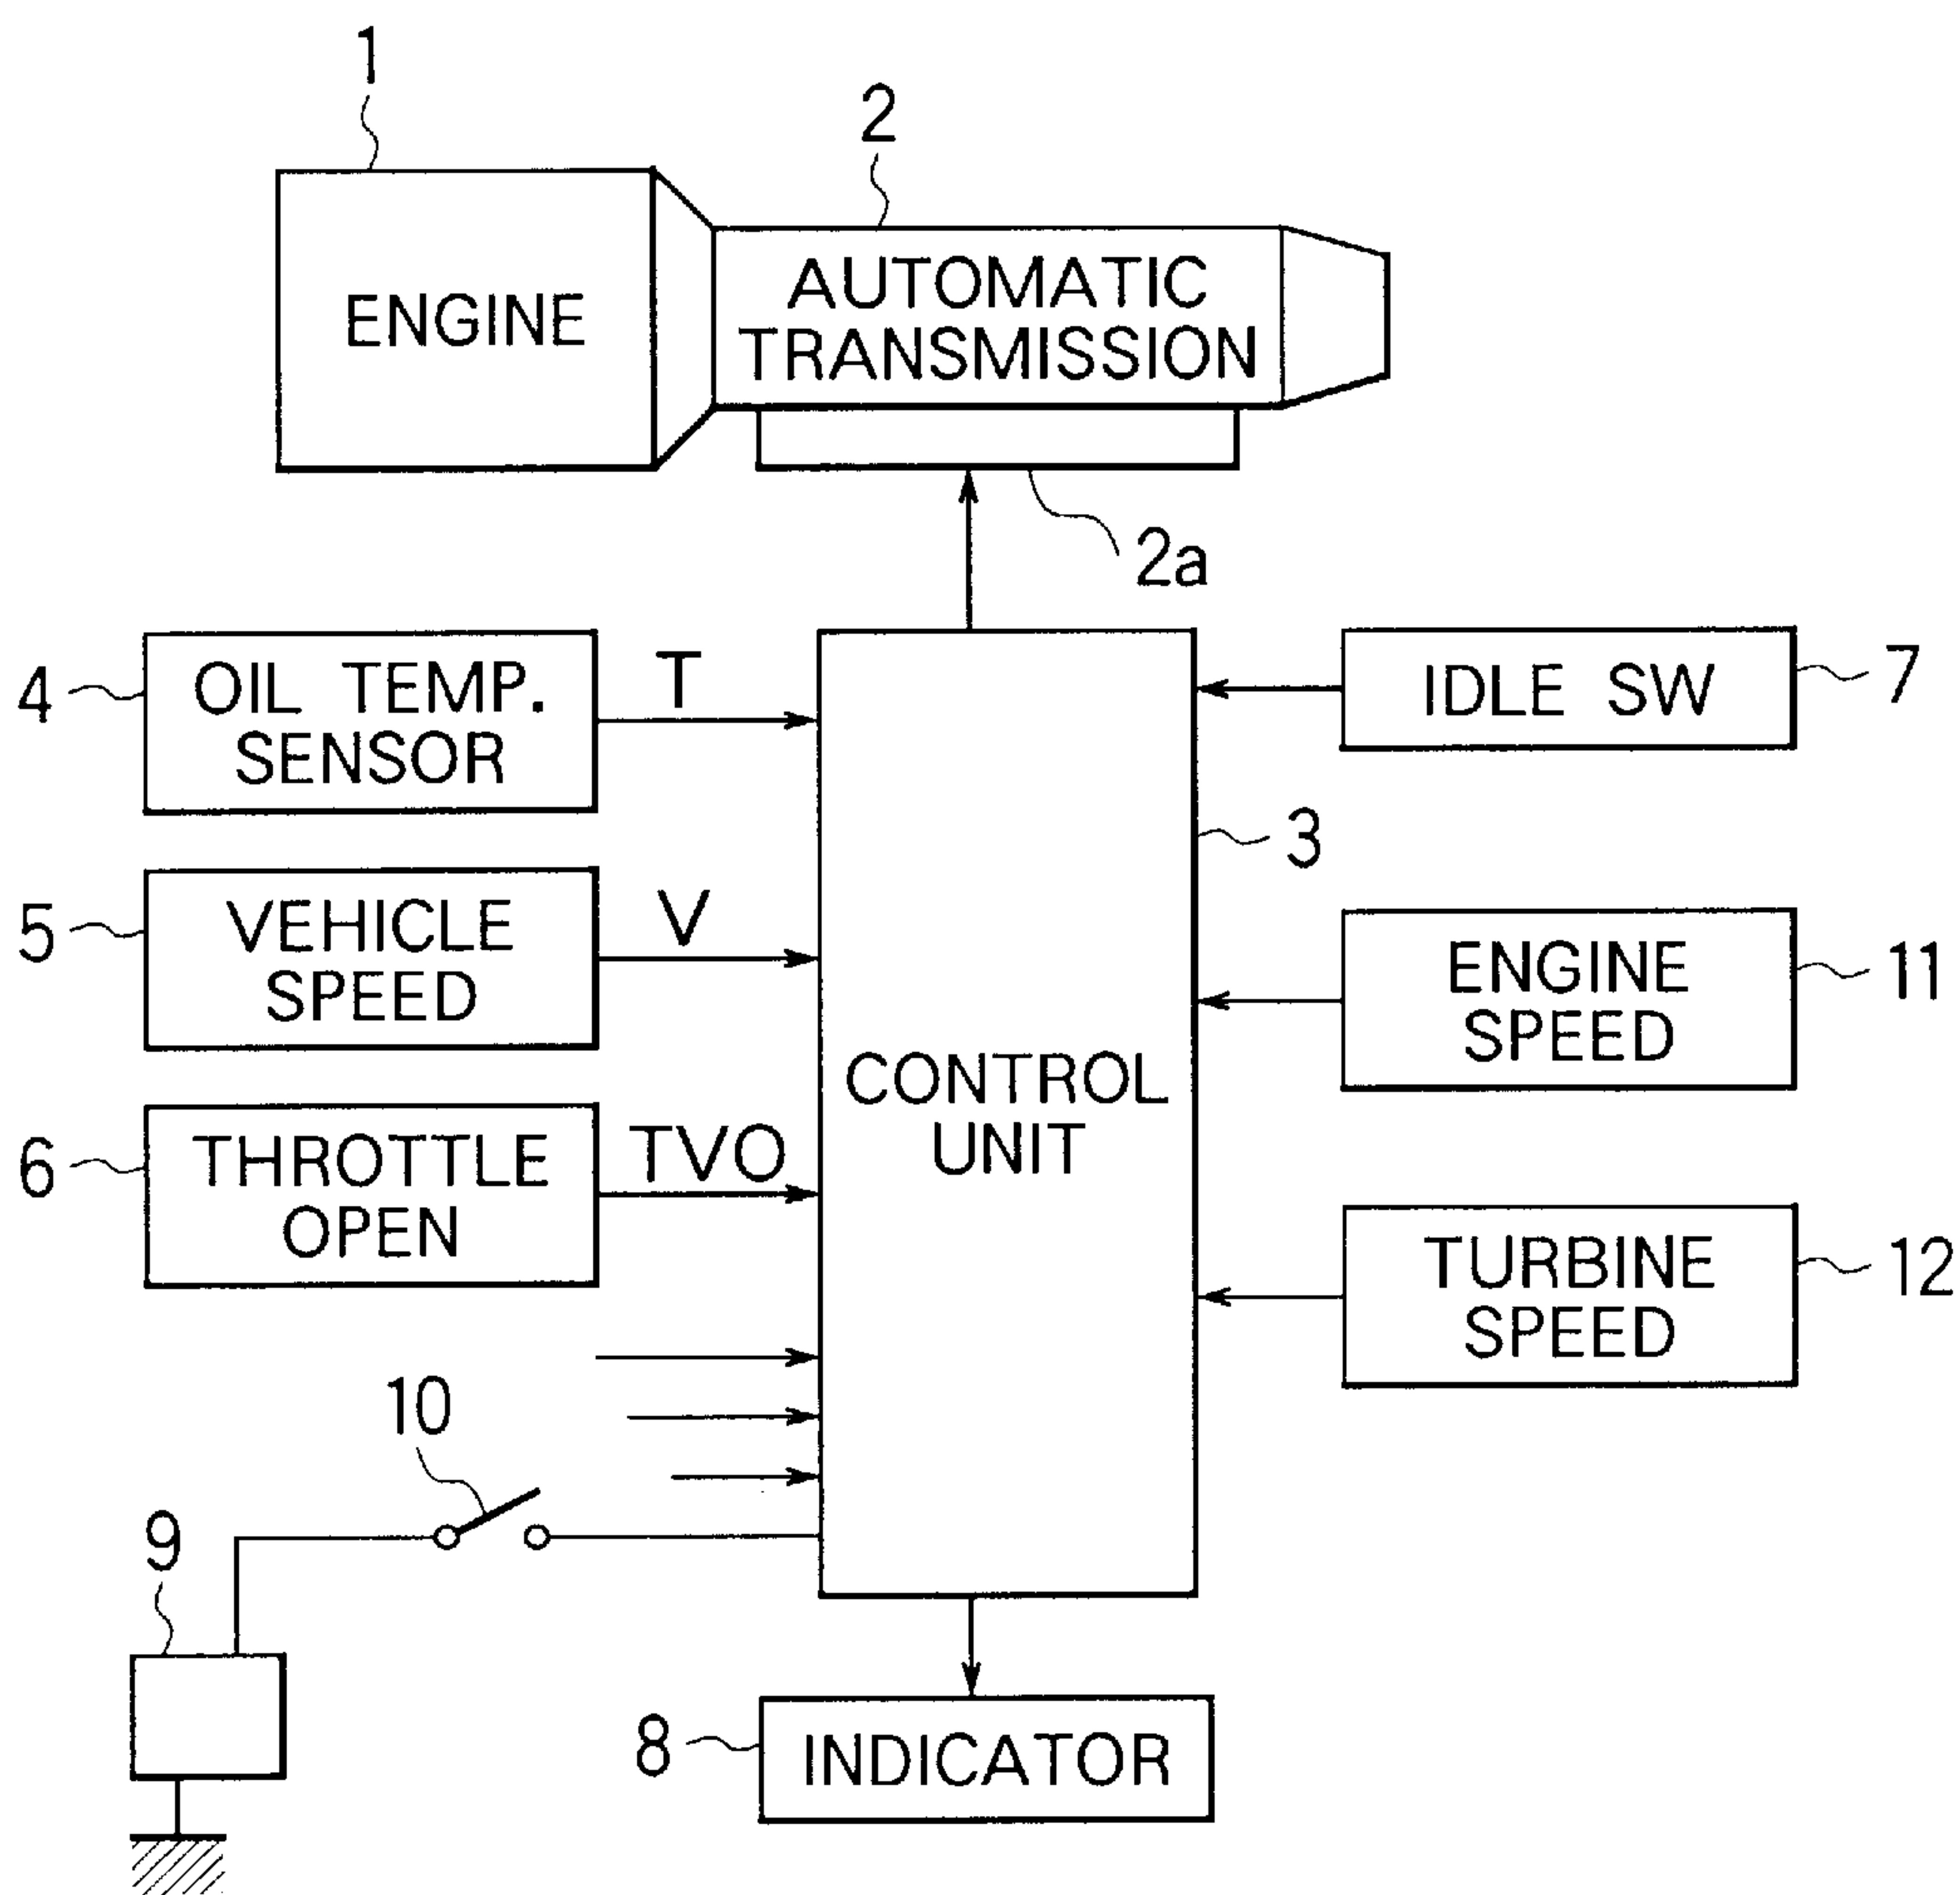 1
2
ENGINE
AUTOMATIC
TRANSMISSION
2a
4
OIL TEMP.
SENSOR
T
IDLE SW
7
3
5
VEHICLE
SPEED
V
ENGINE
SPEED
11
CONTROL
UNIT
6
THROTTLE
OPEN
TVO
TURBINE
SPEED
12
10
9
8
INDICATOR